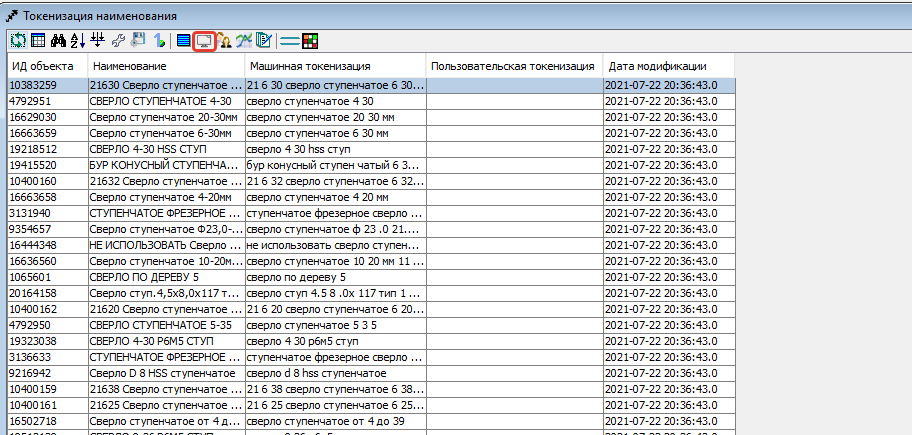 Токенизация наименования
ИД объекта Наименование Машинная токенизация Пользовательская токенизация Дата модификации
10383259 21630 Сверло ступенчатое ... 21 6 30 сверло ступенчатое 6 30... 2021-07-22 20:36:43.0
4792951 СВЕРЛО СТУПЕНЧАТОЕ 4-30 сверло ступенчатое 4 30 2021-07-22 20:36:43.0
16629030 Сверло ступенчатое 20-30мм сверло ступенчатое 20 30 мм 2021-07-22 20:36:43.0
16663659 Сверло ступенчатое 6-30мм сверло ступенчатое 6 30 мм 2021-07-22 20:36:43.0
19218512 СВЕРЛО 4-30 HSS СТУП сверло 4 30 hss ступ 2021-07-22 20:36:43.0
19415520 БУР КОНУСНЫЙ СТУПЕНЧА... бур конусный ступен чатый 6 3... 2021-07-22 20:36:43.0
10400160 21632 Сверло ступенчатое ... 21 6 32 сверло ступенчатое 6 32... 2021-07-22 20:36:43.0
16663658 Сверло ступенчатое 4-20мм сверло ступенчатое 4 20 мм 2021-07-22 20:36:43.0
3131940 СТУПЕНЧАТОЕ ФРЕЗЕРНОЕ ... ступенчатое фрезерное сверло ... 2021-07-22 20:36:43.0
9354657 Сверло ступенчатое Ф23,0-... сверло ступенчатое ф 23 .0 21.... 2021-07-22 20:36:43.0
16444348 НЕ ИСПОЛЬЗОВАТЬ Сверло ... не использовать сверло ступен... 2021-07-22 20:36:43.0
16636560 Сверло ступенчатое 10-20м... сверло ступенчатое 10 20 мм 11 ... 2021-07-22 20:36:43.0
1065601 СВЕРЛО ПО ДЕРЕВУ 5 сверло по дереву 5 2021-07-22 20:36:43.0
20164158 Сверло ступ.4,5х8,0х117 т... сверло ступ 4.5 8 .0х 117 тип 1 ... 2021-07-22 20:36:43.0
10400162 21620 Сверло ступенчатое ... 21 6 20 сверло ступенчатое 6 20... 2021-07-22 20:36:43.0
4792950 СВЕРЛО СТУПЕНЧАТОЕ 5-35 сверло ступенчатое 5 3 5 2021-07-22 20:36:43.0
19323038 СВЕРЛО 4-30 Р6М5 СТУП сверло 4 30 р6м5 ступ 2021-07-22 20:36:43.0
3136633 СТУПЕНЧАТОЕ ФРЕЗЕРНОЕ ... ступенчатое фрезерное сверло ... 2021-07-22 20:36:43.0
9216942 Сверло D 8 HSS ступенчатое сверло d 8 hss ступенчатое 2021-07-22 20:36:43.0
10400159 21638 Сверло ступенчатое ... 21 6 38 сверло ступенчатое 6 38... 2021-07-22 20:36:43.0
10400161 21625 Сверло ступенчатое ... 21 6 25 сверло ступенчатое 6 25... 2021-07-22 20:36:43.0
16502718 Сверло ступенчатое от 4 д... сверло ступенчатое от 4 до 39 2021-07-22 20:36:43.0